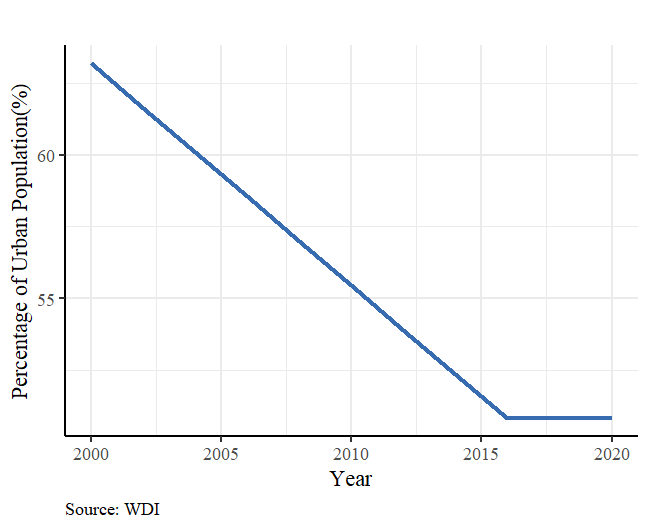 Percentage of Urban Population(%)
60
55
2000 2005 2010 2015 2020
Year
Source: WDI